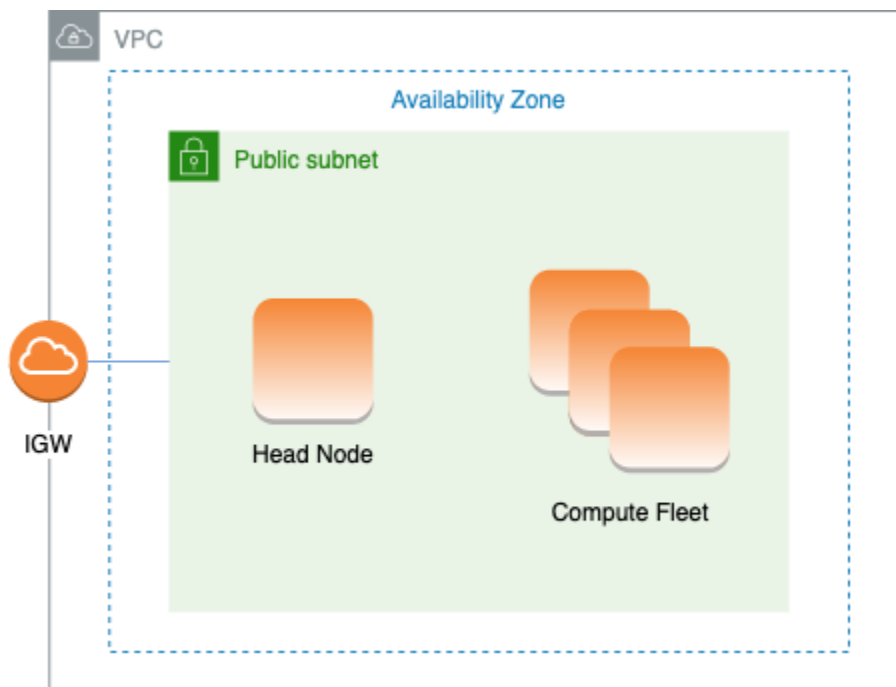 VPC
Availability Zone
Public subnet
IGW
Head Node
Compute Fleet